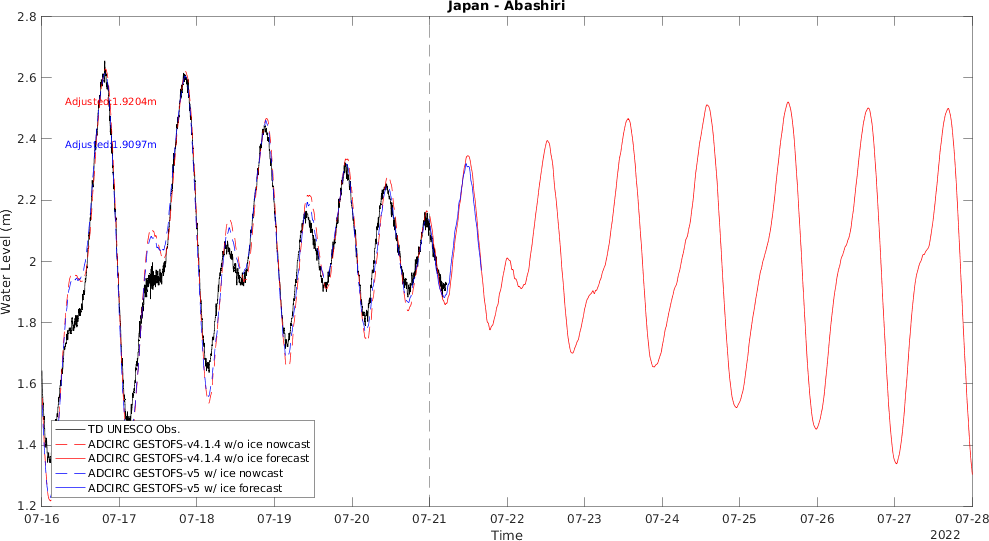 Japan - Abashiri
2.8
2.6
2.4
2.2
2
1.8
1.6
1.4
1.2
Water Level (m)
Adjusted:1.9204m
Adjusted:1.9097m
TD UNESCO Obs.
ADCIRC GESTOFS-v4.1.4 w/o ice nowcast
ADCIRC GESTOFS-v4.1.4 w/o ice forecast
ADCIRC GESTOFS-v5 w/ ice nowcast
ADCIRC GESTOFS-v5 w/ ice forecast
07-16 07-17 07-18 07-19 07-20 07-21 07-22 07-23 07-24 07-25 07-26 07-27 07-28
Time
2022